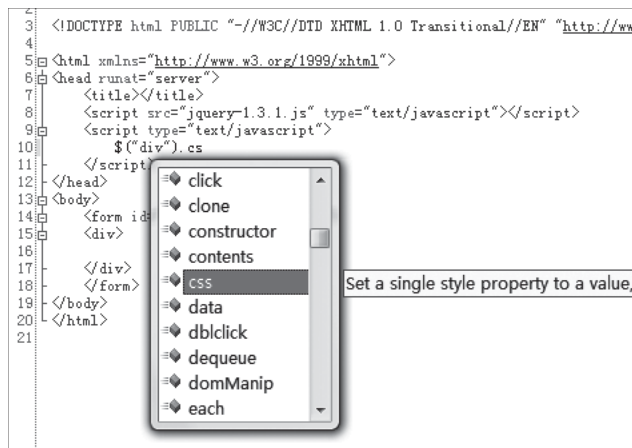 3 <!DOCTYPE html PUBLIC “-//W3C//DTD XHTML 1.0 Transitional//EN” “http://ww
4
5 <html xmlns=“http://www.w3.org/1999/xhtml”>
6 <head runat=“server”>
7 <title></title>
8 <script src=“jquery-1.3.1.js” type=“text/javascript”></script>
9 <script type=“text/javascript”>
10 $(“div”).cs
11 </script>
12 </head>
13 <body>
14 <form id=
15 <div>
16
17 </div>
18 </form>
19 </body>
20 </html>
21
click
clone
constructor
contents
css
data
dblclick
dequeue
domManip
each
Set a single style property to a value,